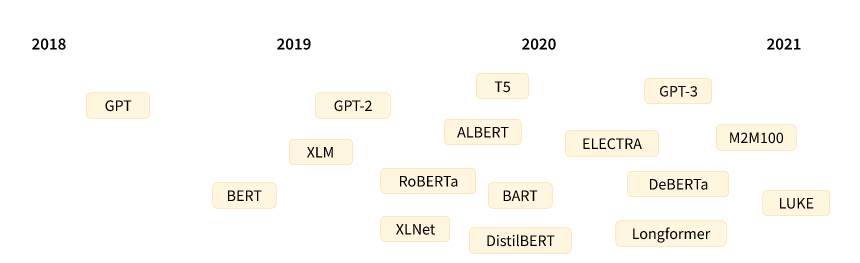 2018 2019 2020 2021
T5
GPT GPT-2 GPT-3
ALBERT M2M100
XLM ELECTRA
RoBERTa DeBERTa
BERT BART LUKE
XLNet DistilBERT Longformer